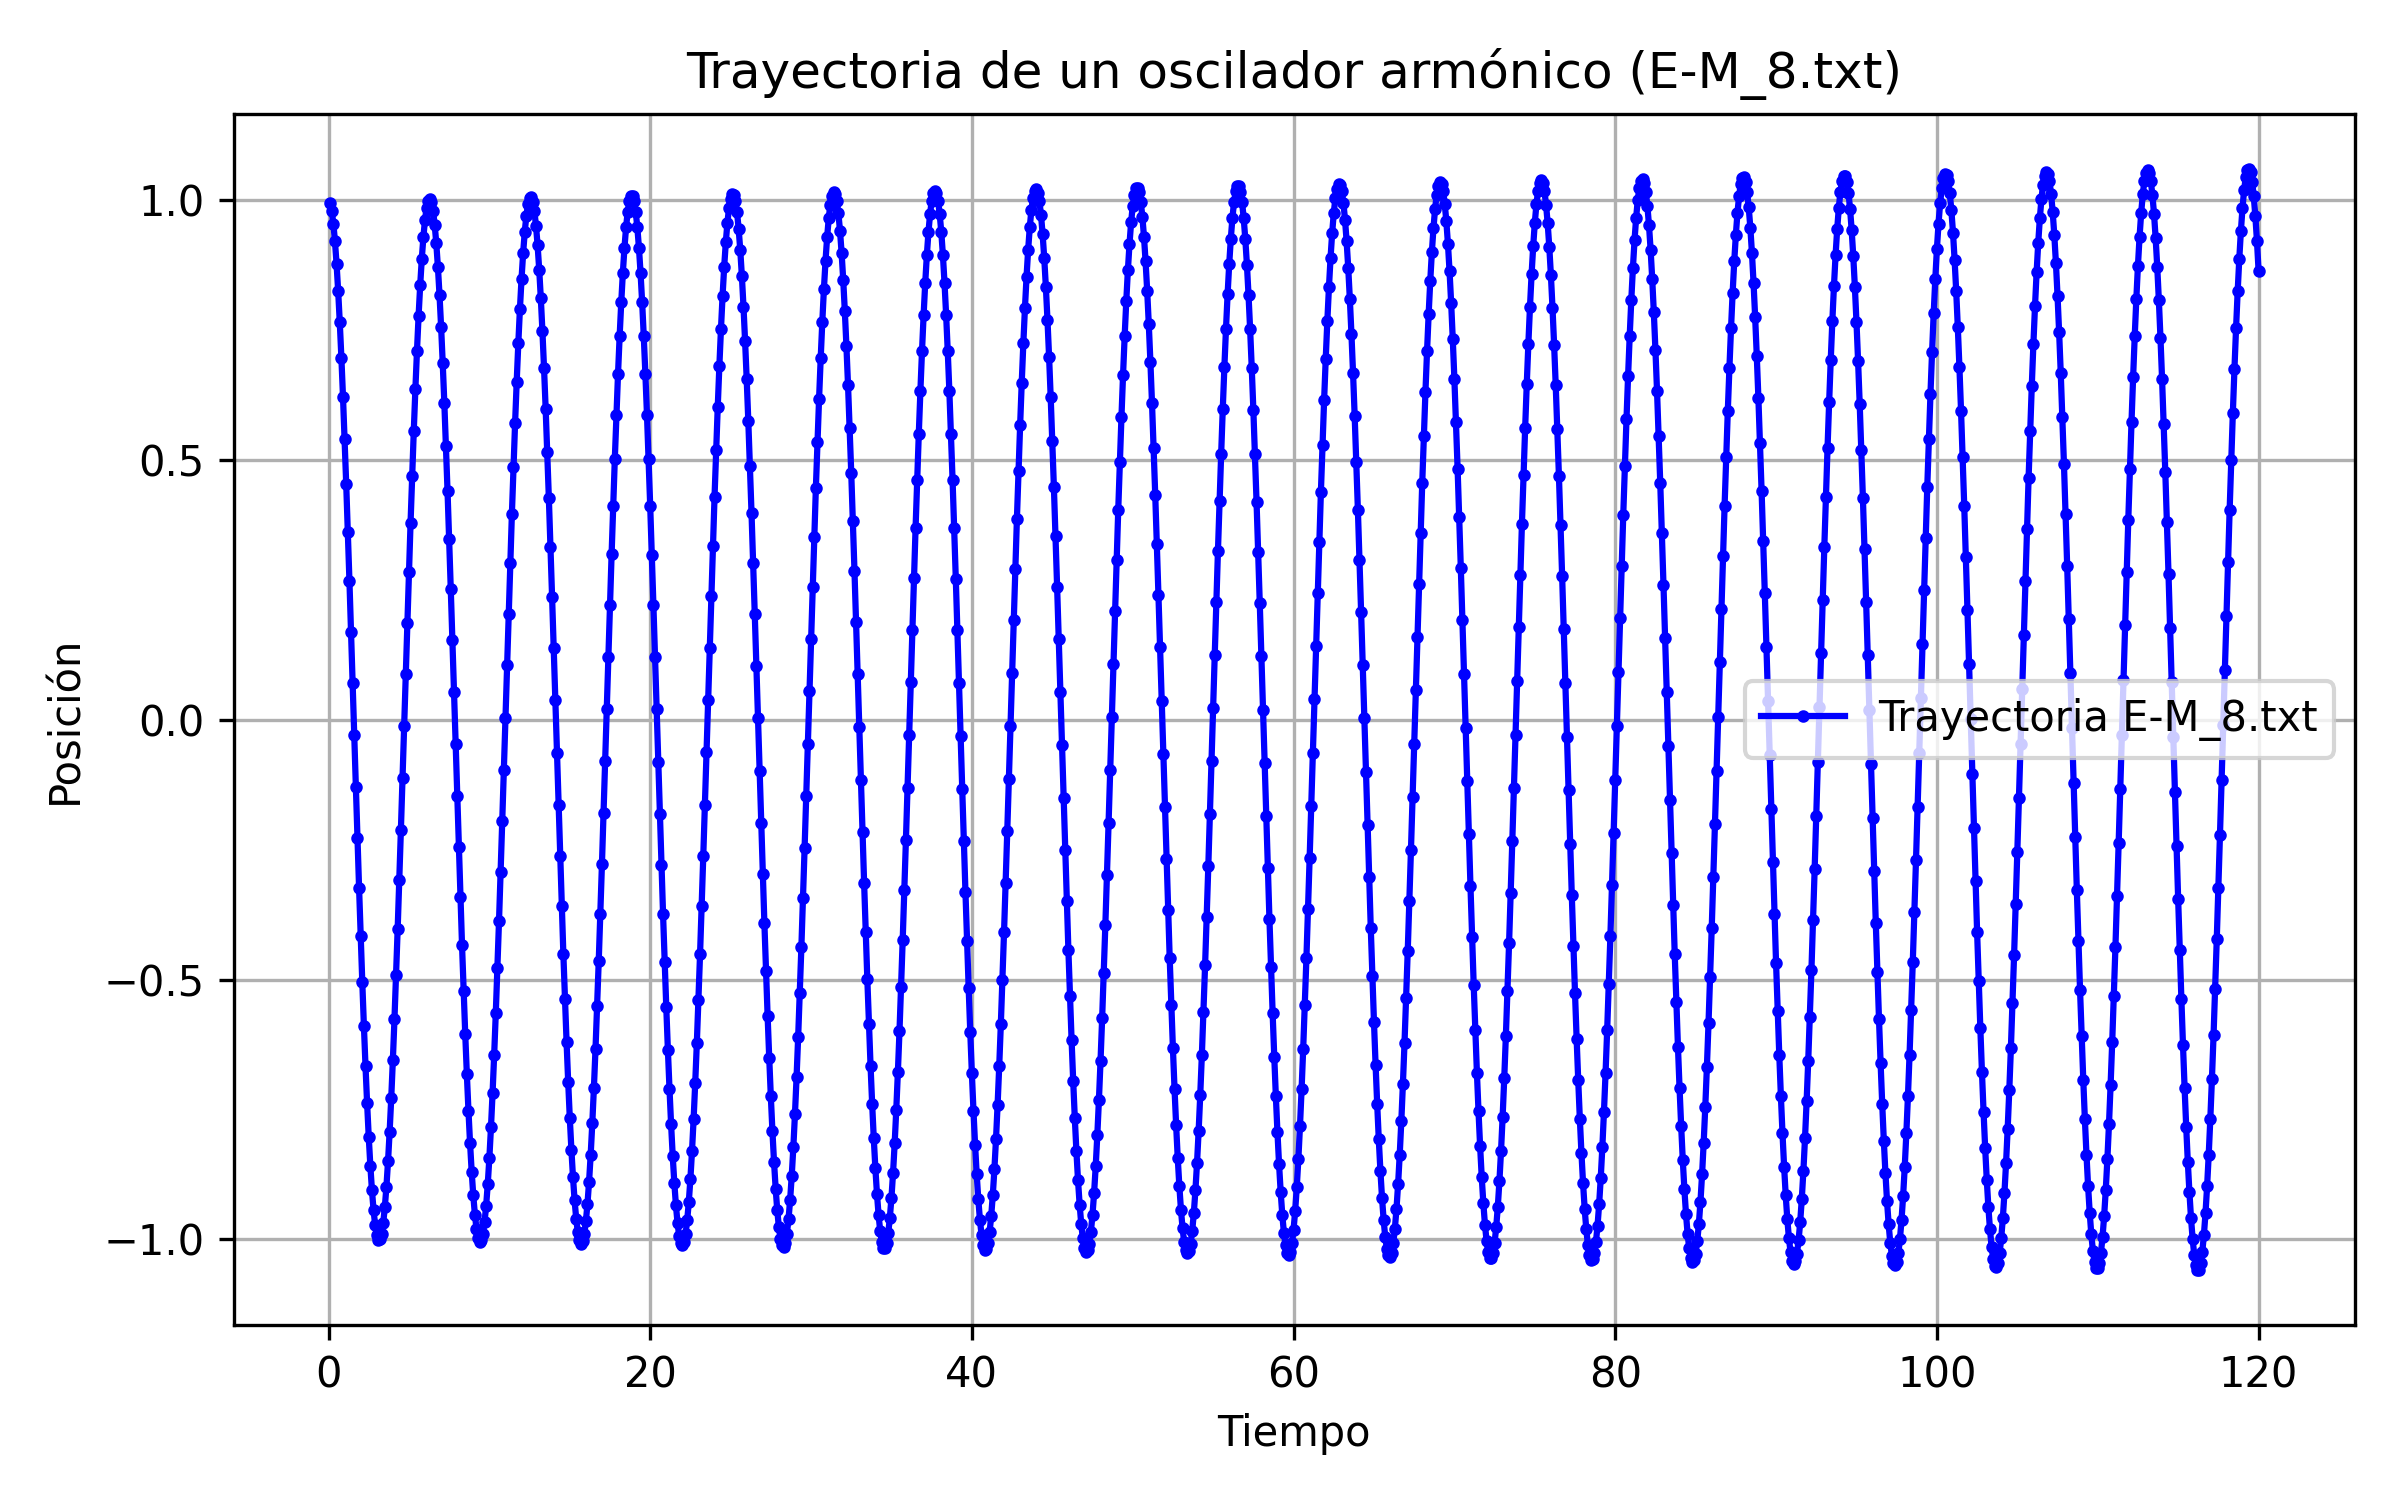 Trayectoria de un oscilador armónico (E-M_8.txt)
1.0
0.5
0.0
−0.5
−1.0
Posición
Trayectoria E-M_8.txt
0 20 40 60 80 100 120
Tiempo